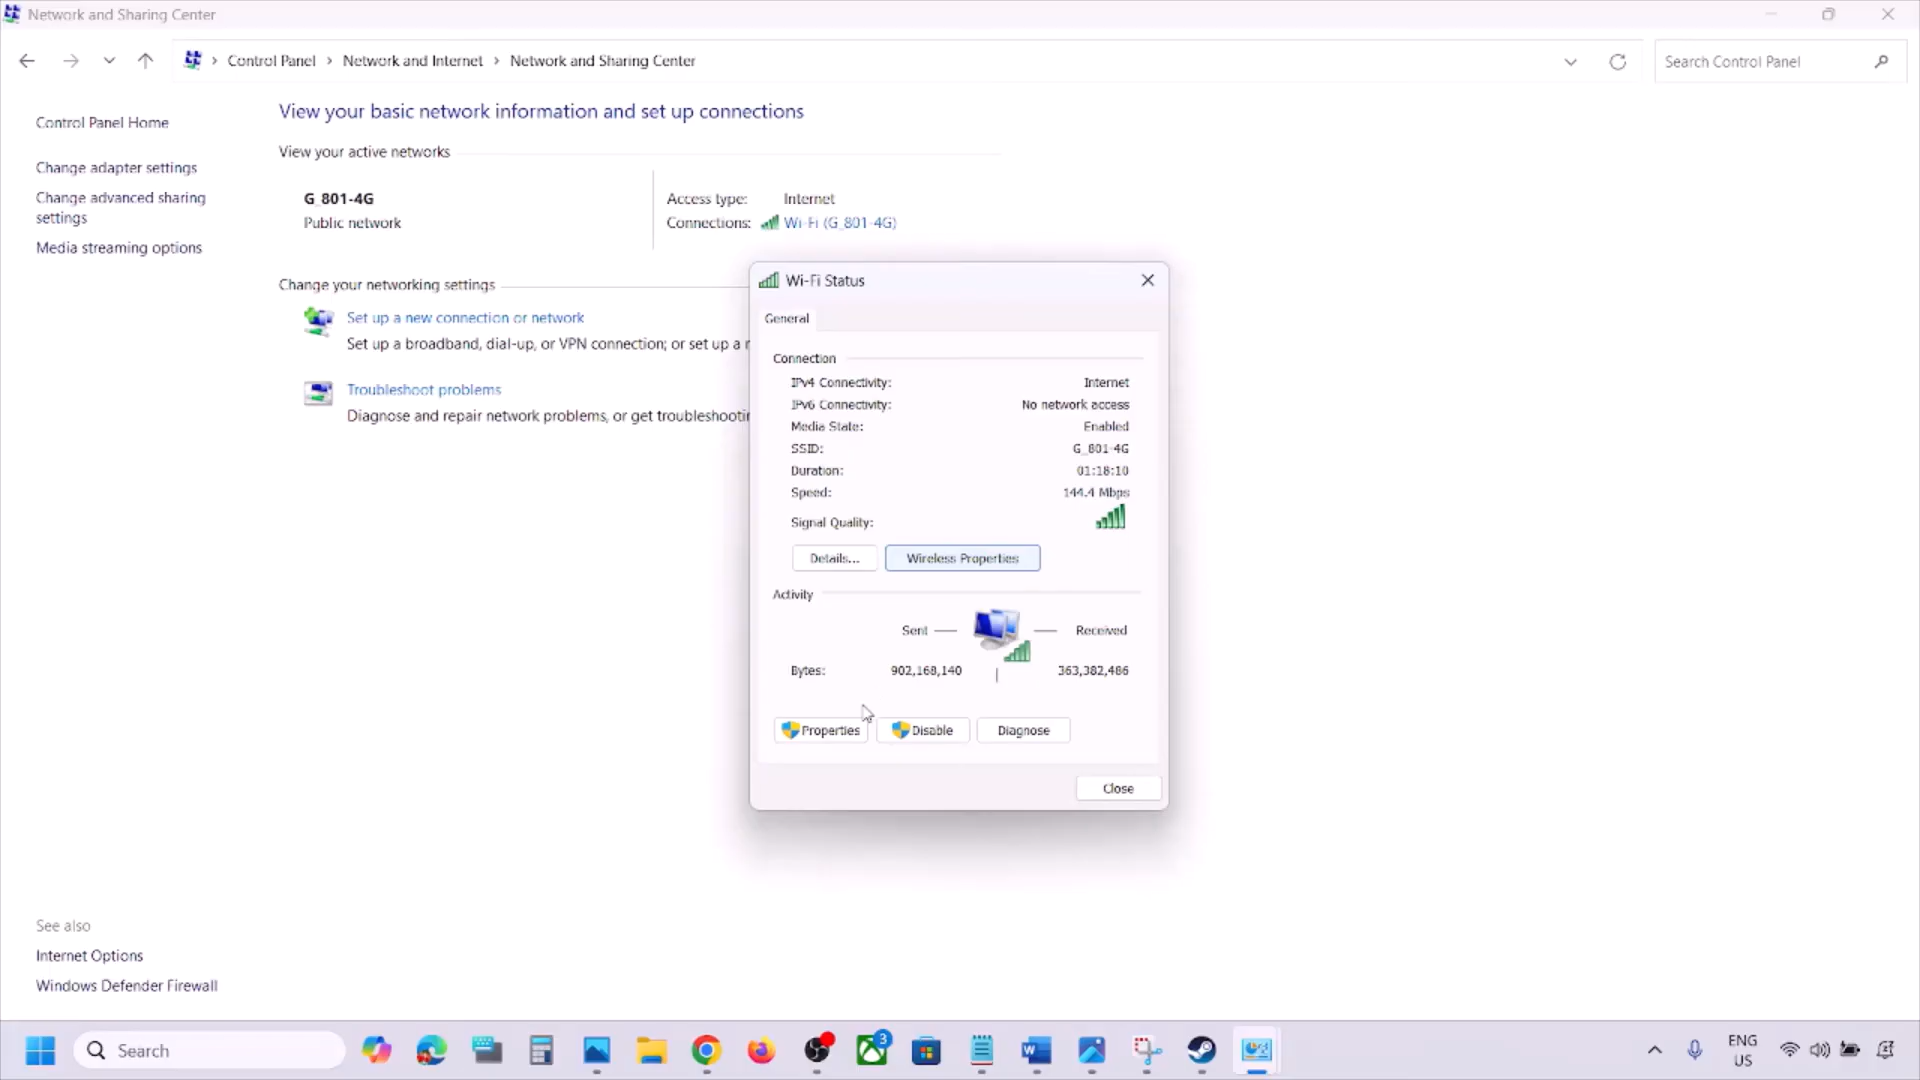 Network and Sharing Center
Control Panel > Network and Internet > Network and Sharing Center
Search Control Panel
Control Panel Home
Change adapter settings
Change advanced sharing
settings
Media streaming options
View your basic network information and set up connections
View your active networks
G_801-4G
Public network
Access type: Internet
Connections: Wi-Fi (G_801-4G)
Change your networking settings
Set up a new connection or network
Set up a broadband, dial-up, or VPN connection; or set up a
Troubleshoot problems
Diagnose and repair network problems, or get
Wi-Fi Status
General
Connection
IPv4 Connectivity: Internet
IPv6 Connectivity: No network access
Media State: Enabled
SSID: G_801-4G
Duration: 01:18:10
Speed: 144.4 Mbps
Signal Quality:
Details... Wireless Properties
Activity
Sent Received
Bytes: 902,168,140 363,382,486
Properties Disable Diagnose
Close
See also
Internet Options
Windows Defender Firewall
Search
3
ENG
US